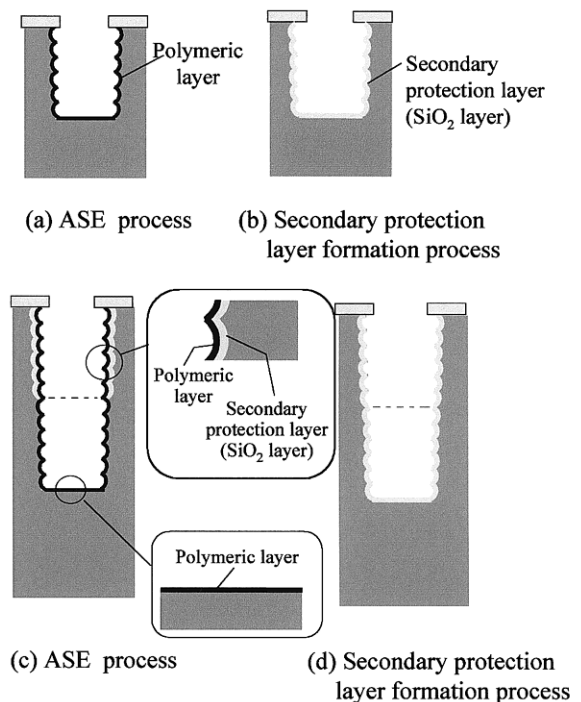 Polymeric
layer
Secondary
protection layer
(SiO₂ layer)
(a) ASE process
(b) Secondary protection
layer formation process
Polymeric
layer
Secondary
protection layer
(SiO₂ layer)
Polymeric layer
(c) ASE process
(d) Secondary protection
layer formation process